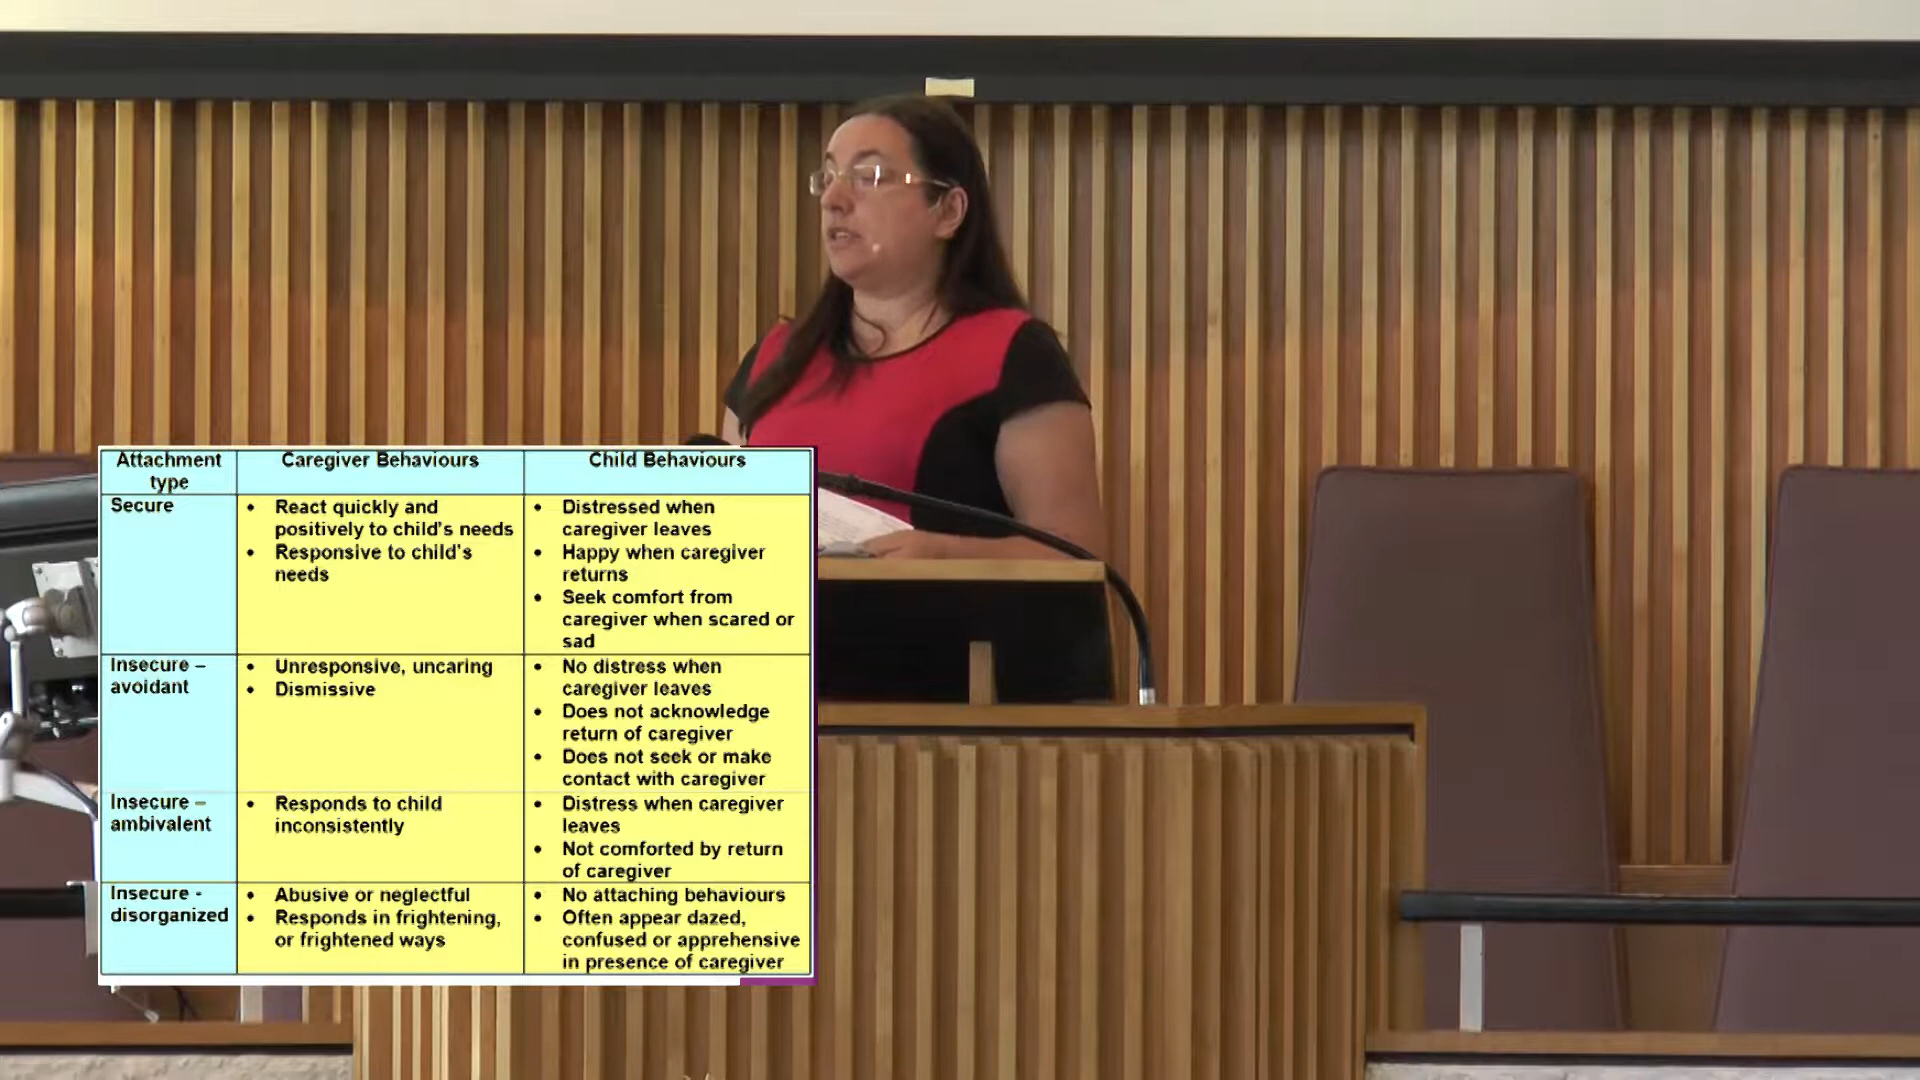 Attachment type
Caregiver Behaviours
Child Behaviours
Secure
• React quickly and
positively to child's needs
• Responsive to child's
needs
• Distressed when
caregiver leaves
• Happy when caregiver
returns
• Seek comfort from
caregiver when scared or
sad
Insecure –
avoidant
• Unresponsive, uncaring
• Dismissive
• No distress when
caregiver leaves
• Does not acknowledge
return of caregiver
• Does not seek or make
contact with caregiver
Insecure –
ambivalent
• Responds to child
inconsistently
• Distress when caregiver
leaves
• Not comforted by return
of caregiver
Insecure -
disorganized
• Abusive or neglectful
• Responds in frightening,
or frightened ways
• No attaching behaviours
• Often appear dazed,
confused or apprehensive
in presence of caregiver